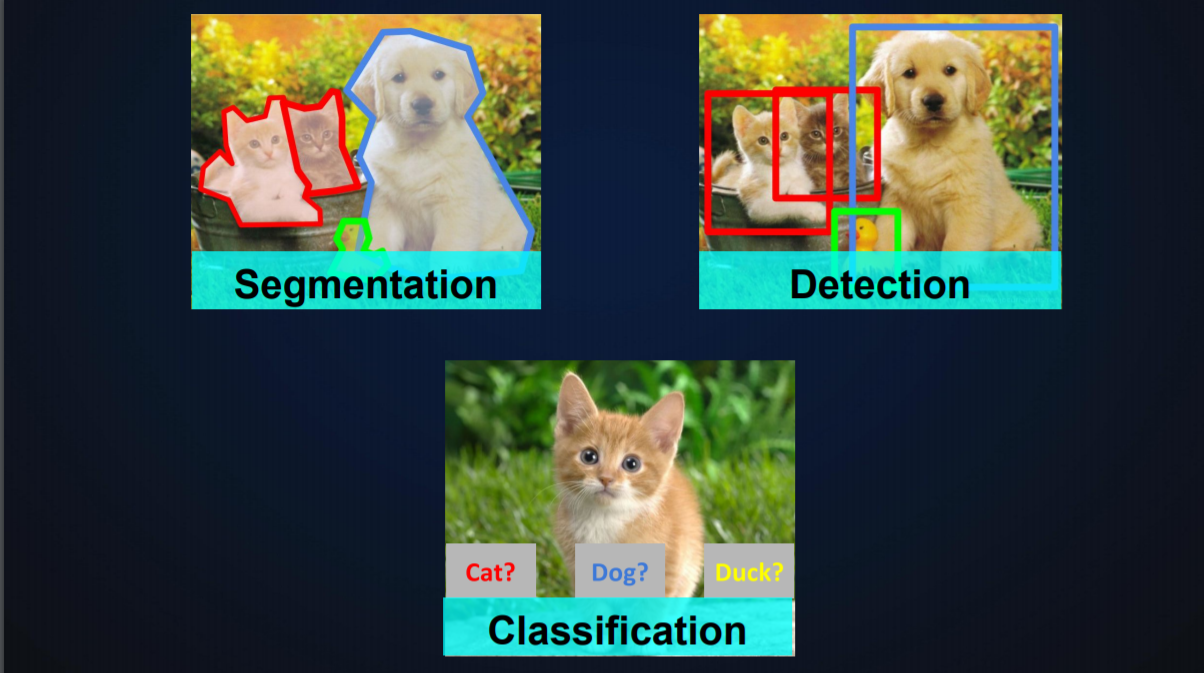 Segmentation
Detection
Cat?
Dog?
Duck?
Classification